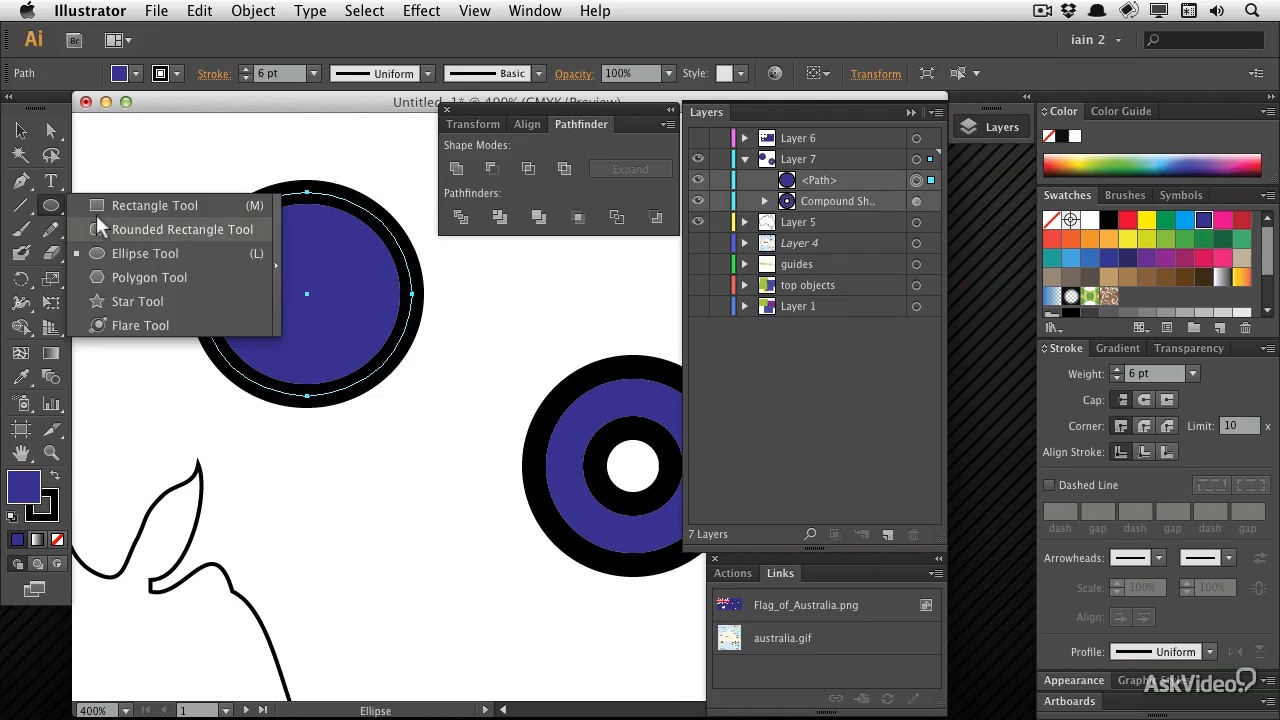 Illustrator File Edit Object Type Select Effect View Window Help
Ai Br iain 2
Path Stroke: 6 pt Uniform Basic Opacity: 100% Style: Transform
Untitled
@ 400% (CMYK/Preview)
Transform Align Pathfinder
Shape Modes:
Expand
Pathfinders:
Rectangle Tool (M)
Rounded Rectangle Tool
Ellipse Tool (L)
Polygon Tool
Star Tool
Flare Tool
Layers
Layer 6
Layer 7
<Path>
Compound Sh..
Layer 5
Layer 4
guides
top objects
Layer 1
7 Layers
Actions Links
Flag_of_Australia.png
australia.gif
Layers
Color Color Guide
Swatches Brushes Symbols
Stroke Gradient Transparency
Weight: 6 pt
Cap:
Corner: Limit: 10 x
Align Stroke:
Dashed Line
dash gap dash gap dash gap
Arrowheads:
Scale: 100% 100%
Align:
Profile: Uniform
Appearance
AskVideo
Artboards
400% 1 Ellipse